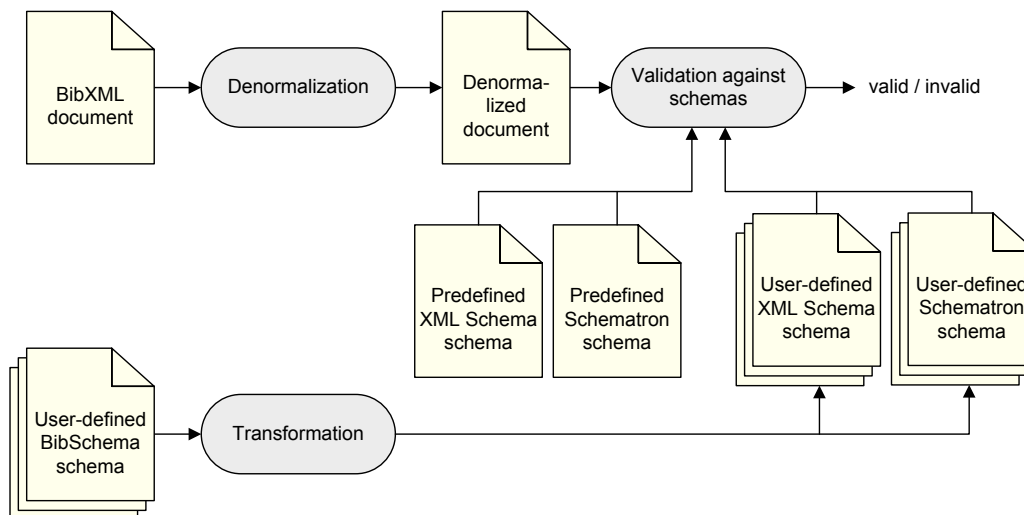 BibXML
document
Denormalization
Denorma-
lized
document
Validation against
schemas
valid / invalid
Predefined
XML Schema
schema
Predefined
Schematron
schema
User-defined
XML Schema
schema
User-defined
Schematron
schema
User-defined
BibSchema
schema
Transformation